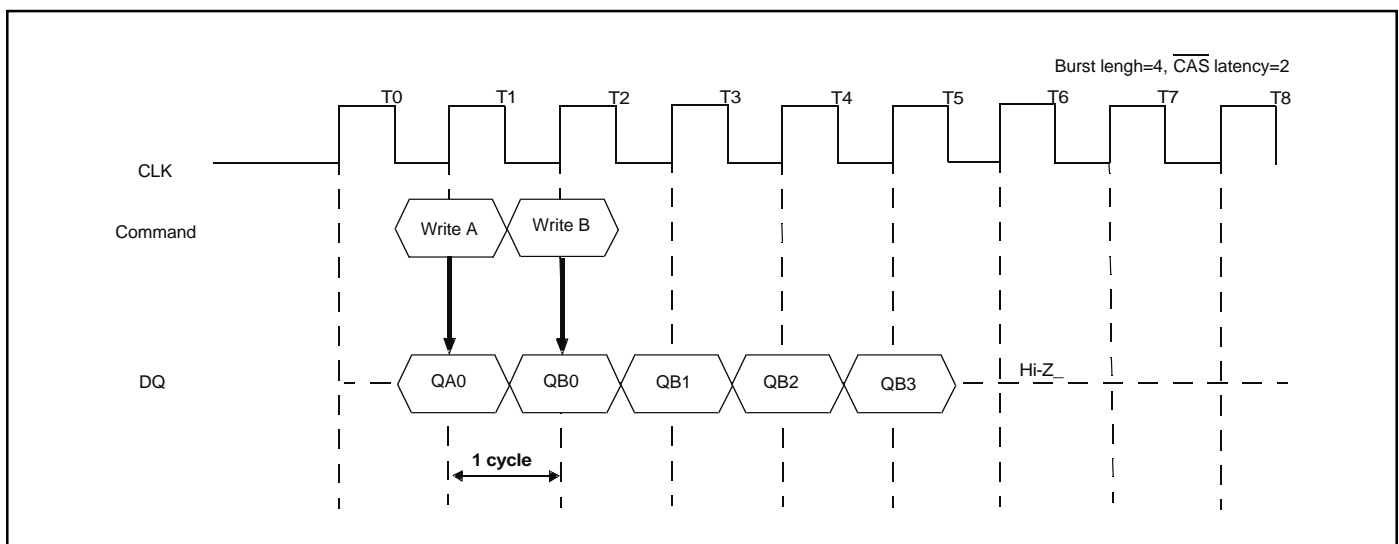 Burst lengh=4, CAS latency=2
T0 T1 T2 T3 T4 T5 T6 T7 T8
CLK
Command Write A Write B
DQ QA0 QB0 QB1 QB2 QB3 Hi-Z_
1 cycle